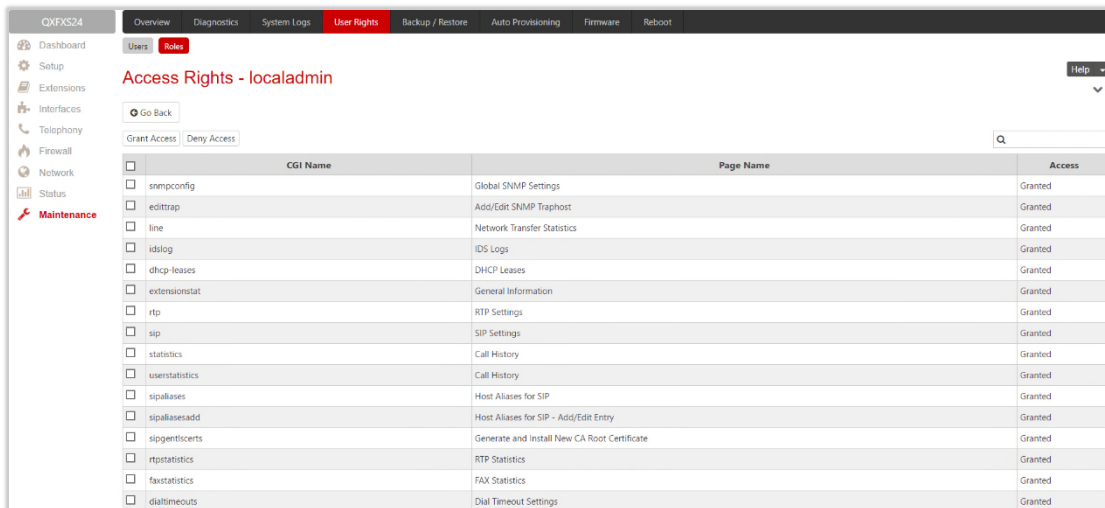 QXFXS24 Overview Diagnostics System Logs User Rights Backup / Restore Auto Provisioning Firmware Reboot
Dashboard
Setup
Extensions
Interfaces
Telephony
Firewall
Network
Status
Maintenance
Users Roles
Access Rights - localadmin
Help
Go Back
Grant Access Deny Access
CGI Name Page Name Access
snmpconfig Global SNMP Settings Granted
edittrap Add/Edit SNMP Traphost Granted
line Network Transfer Statistics Granted
idslog IDS Logs Granted
dhcp-leases DHCP Leases Granted
extensionstat General Information Granted
rtp RTP Settings Granted
sip SIP Settings Granted
statistics Call History Granted
userstatistics Call History Granted
sipaliases Host Aliases for SIP Granted
sipaliasesadd Host Aliases for SIP - Add/Edit Entry Granted
sipgentlscerts Generate and Install New CA Root Certificate Granted
rtpstatistics RTP Statistics Granted
faxstatistics FAX Statistics Granted
dialtimeouts Dial Timeout Settings Granted